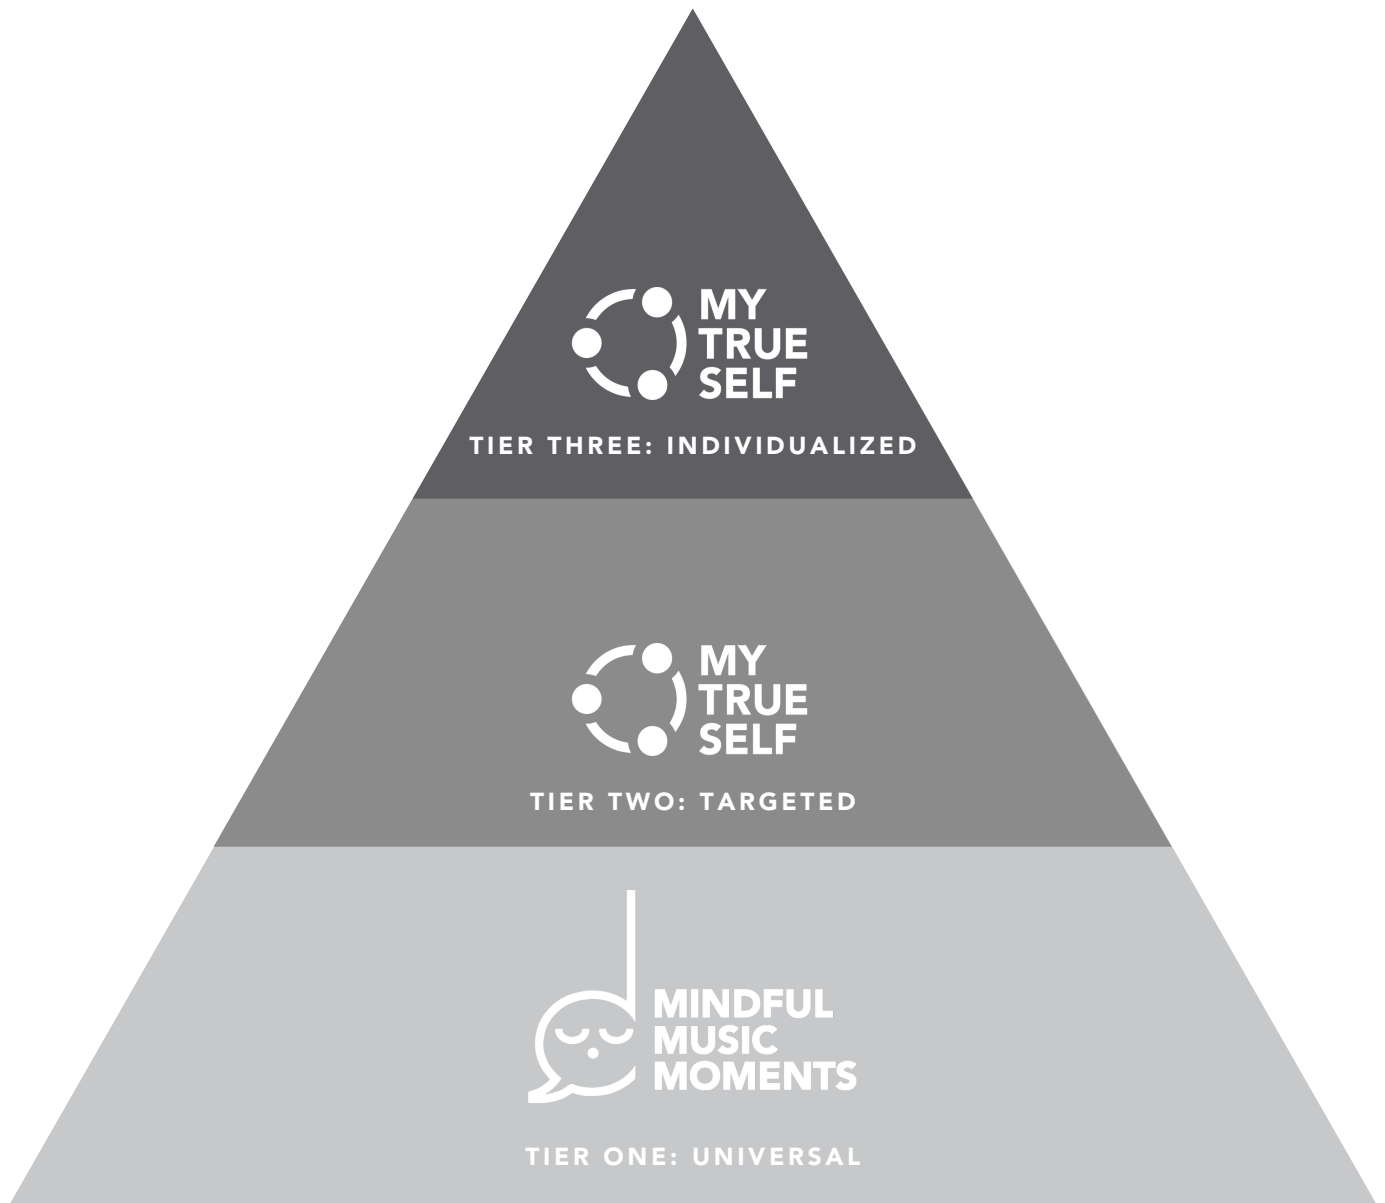 MY
TRUE
SELF
TIER THREE: INDIVIDUALIZED
MY
TRUE
SELF
TIER TWO: TARGETED
MINDFUL
MUSIC
MOMENTS
TIER ONE: UNIVERSAL